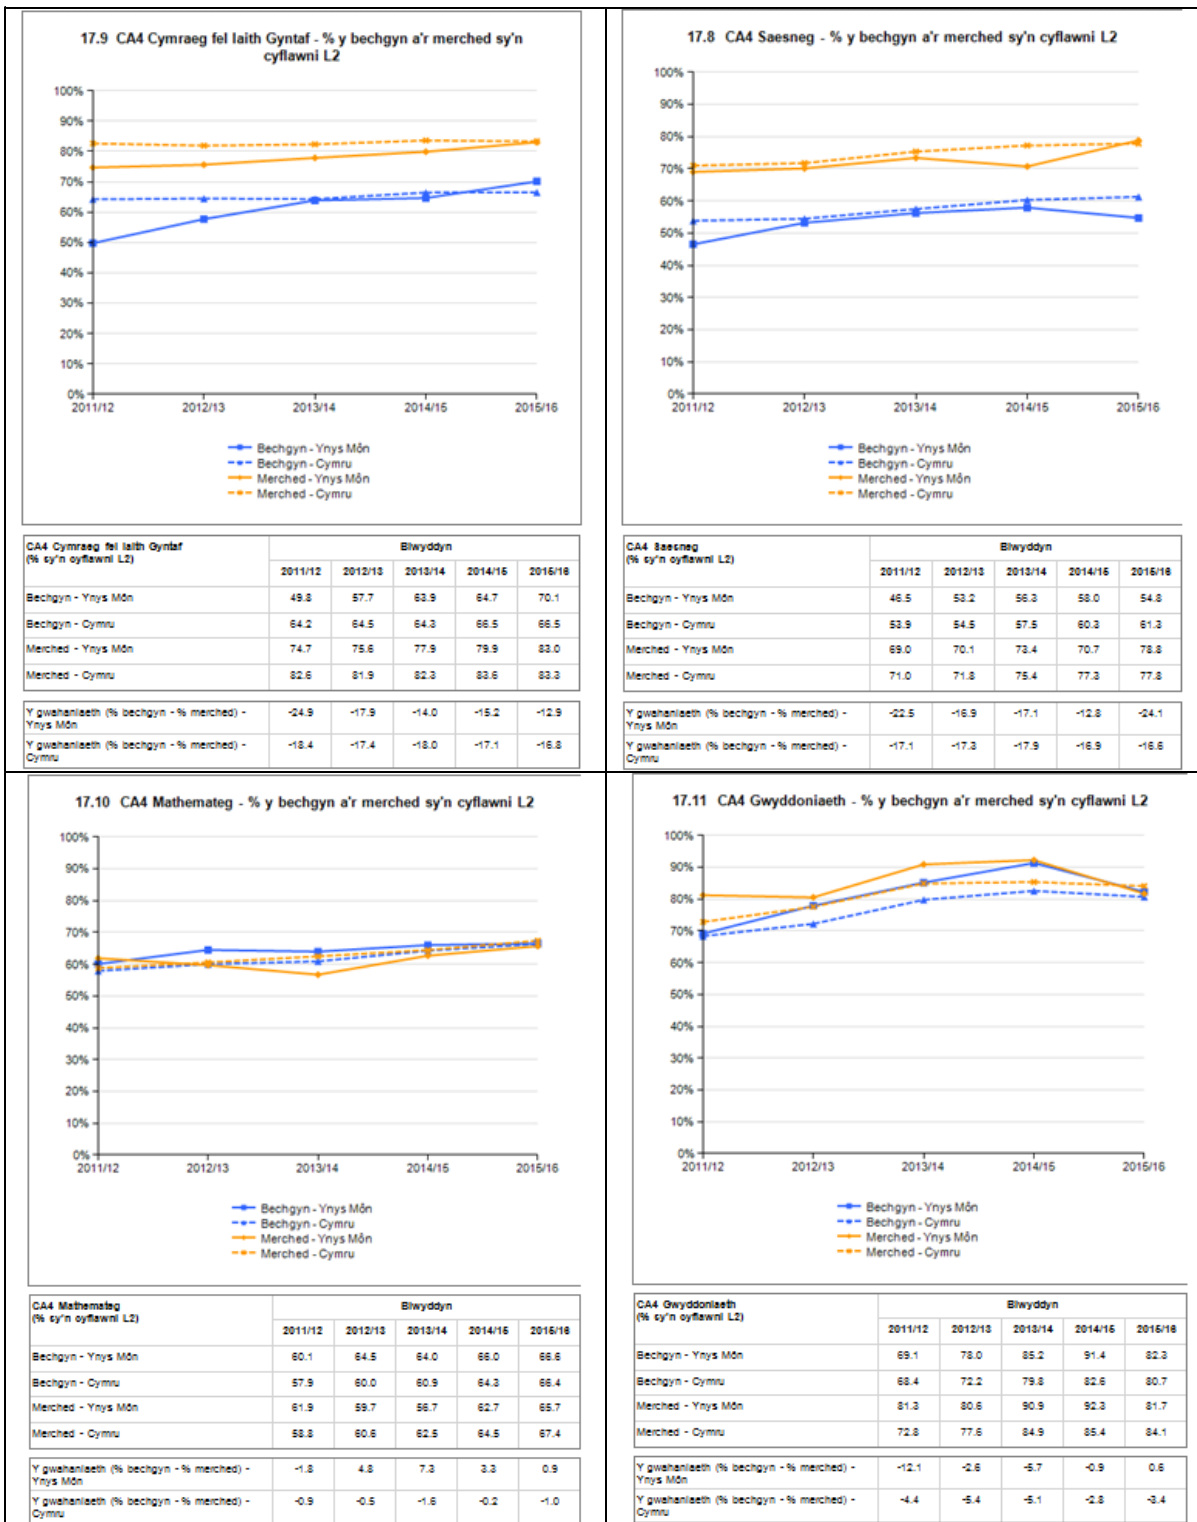 17.9 CA4 Cymraeg fel Iaith Gyntaf - % y bechgyn a'r merched sy'n
cyflawni L2
100%
90%
80%
70%
60%
50%
40%
30%
20%
10%
0%
2011/12 2012/13 2013/14 2014/15 2015/16
Bechgyn - Ynys Môn
Bechgyn - Cymru
Merched - Ynys Môn
Merched - Cymru
CA4 Cymraeg fel Iaith Gyntaf
(% sy'n cyflawni L2)
Blwyddyn
2011/12 2012/13 2013/14 2014/15 2015/16
Bechgyn - Ynys Môn 49.8 57.7 63.9 64.7 70.1
Bechgyn - Cymru 64.2 64.5 64.3 66.5 66.5
Merched - Ynys Môn 74.7 75.6 77.9 79.9 83.0
Merched - Cymru 82.6 81.9 82.3 83.6 83.3
Y gwahaniaeth (% bechgyn - % merched) -
Ynys Môn
-24.9 -17.9 -14.0 -15.2 -12.9
Y gwahaniaeth (% bechgyn - % merched) -
Cymru
-18.4 -17.4 -18.0 -17.1 -16.8
17.8 CA4 Saesneg - % y bechgyn a'r merched sy'n cyflawni L2
100%
90%
80%
70%
60%
50%
40%
30%
20%
10%
0%
2011/12 2012/13 2013/14 2014/15 2015/16
Bechgyn - Ynys Môn
Bechgyn - Cymru
Merched - Ynys Môn
Merched - Cymru
CA4 Saesneg
(% sy'n cyflawni L2)
Blwyddyn
2011/12 2012/13 2013/14 2014/15 2015/16
Bechgyn - Ynys Môn 46.5 53.2 56.3 58.0 54.8
Bechgyn - Cymru 53.9 54.5 57.5 60.3 61.3
Merched - Ynys Môn 69.0 70.1 73.4 70.7 78.8
Merched - Cymru 71.0 71.8 75.4 77.3 77.8
Y gwahaniaeth (% bechgyn - % merched) -
Ynys Môn
-22.5 -16.9 -17.1 -12.8 -24.1
Y gwahaniaeth (% bechgyn - % merched) -
Cymru
-17.1 -17.3 -17.9 -16.9 -16.6
17.10 CA4 Mathemateg - % y bechgyn a'r merched sy'n cyflawni L2
100%
90%
80%
70%
60%
50%
40%
30%
20%
10%
0%
2011/12 2012/13 2013/14 2014/15 2015/16
Bechgyn - Ynys Môn
Bechgyn - Cymru
Merched - Ynys Môn
Merched - Cymru
CA4 Mathemateg
(% sy'n cyflawni L2)
Blwyddyn
2011/12 2012/13 2013/14 2014/15 2015/16
Bechgyn - Ynys Môn 60.1 64.5 64.0 66.0 66.6
Bechgyn - Cymru 57.9 60.0 60.9 64.3 66.4
Merched - Ynys Môn 61.9 59.7 56.7 62.7 65.7
Merched - Cymru 58.8 60.6 62.5 64.5 67.4
Y gwahaniaeth (% bechgyn - % merched) -
Ynys Môn
-1.8 4.8 7.3 3.3 0.9
Y gwahaniaeth (% bechgyn - % merched) -
Cymru
-0.9 -0.5 -1.6 -0.2 -1.0
17.11 CA4 Gwyddoniaeth - % y bechgyn a'r merched sy'n cyflawni L2
100%
90%
80%
70%
60%
50%
40%
30%
20%
10%
0%
2011/12 2012/13 2013/14 2014/15 2015/16
Bechgyn - Ynys Môn
Bechgyn - Cymru
Merched - Ynys Môn
Merched - Cymru
CA4 Gwyddoniaeth
(% sy'n cyflawni L2)
Blwyddyn
2011/12 2012/13 2013/14 2014/15 2015/16
Bechgyn - Ynys Môn 69.1 78.0 85.2 91.4 82.3
Bechgyn - Cymru 68.4 72.2 79.8 82.6 80.7
Merched - Ynys Môn 81.3 80.6 90.9 92.3 81.7
Merched - Cymru 72.8 77.6 84.9 85.4 84.1
Y gwahaniaeth (% bechgyn - % merched) -
Ynys Môn
-12.1 -2.6 -5.7 -0.9 0.6
Y gwahaniaeth (% bechgyn - % merched) -
Cymru
-4.4 -5.4 -5.1 -2.8 -3.4